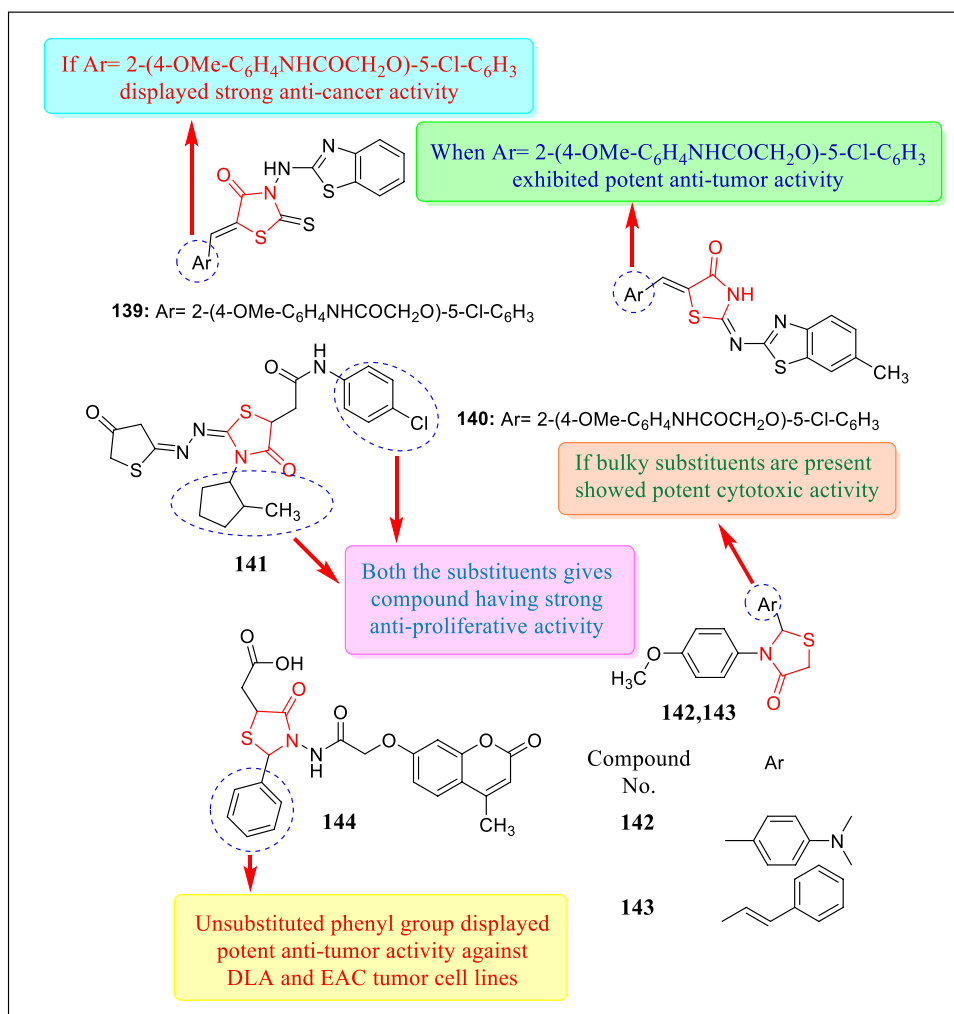 If Ar= 2-(4-OMe-C6H4NHCOCH2O)-5-Cl-C6H3
displayed strong anti-cancer activity
When Ar= 2-(4-OMe-C6H4NHCOCH2O)-5-Cl-C6H3
exhibited potent anti-tumor activity
HN
N
S
O
N
S
S
Ar
139: Ar= 2-(4-OMe-C6H4NHCOCH2O)-5-Cl-C6H3
O
Ar
NH
S
N
N
S
CH3
140: Ar= 2-(4-OMe-C6H4NHCOCH2O)-5-Cl-C6H3
H
O
N
Cl
O
S
N
N
S
N
O
CH3
141
If bulky substituents are present
showed potent cytotoxic activity
Both the substituents gives
compound having strong
anti-proliferative activity
Ar
S
O
N
H3C
O
142,143
OH
O
O
S
N
N
H
O
O
O
O
CH3
144
Compound
No.
Ar
142
N
143
Unsubstituted phenyl group displayed
potent anti-tumor activity against
DLA and EAC tumor cell lines